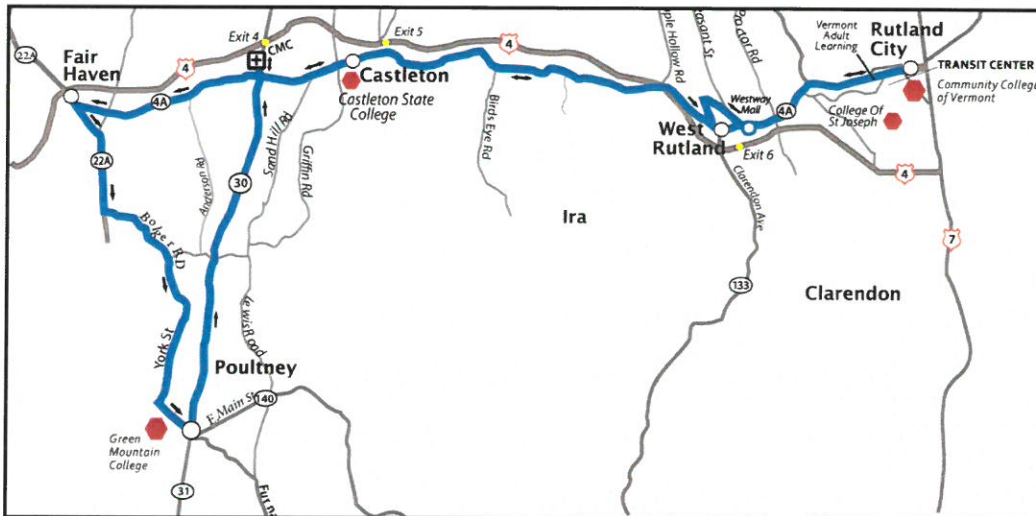 22A
Fair
Haven
4
Exit 4
CMC
Exit 5
4
4A
Castleton
Castleton State
College
22A
Bolger RD
York St
Anderson Rd
30
Sand Hill Rd
Griffin Rd
Birds Eye Rd
Lewis Road
Poultney
E. Main St
140
Green
Mountain
College
31
Ira
ple Hollow Rd
easant St
Proctor Rd
Westway
Mall
West
Rutland
Exit 6
Clarendon Ave
133
4A
Vermont
Adult
Learning
Rutland
City
TRANSIT CENTER
Community College
of Vermont
College Of
St Joseph
4
7
Clarendon